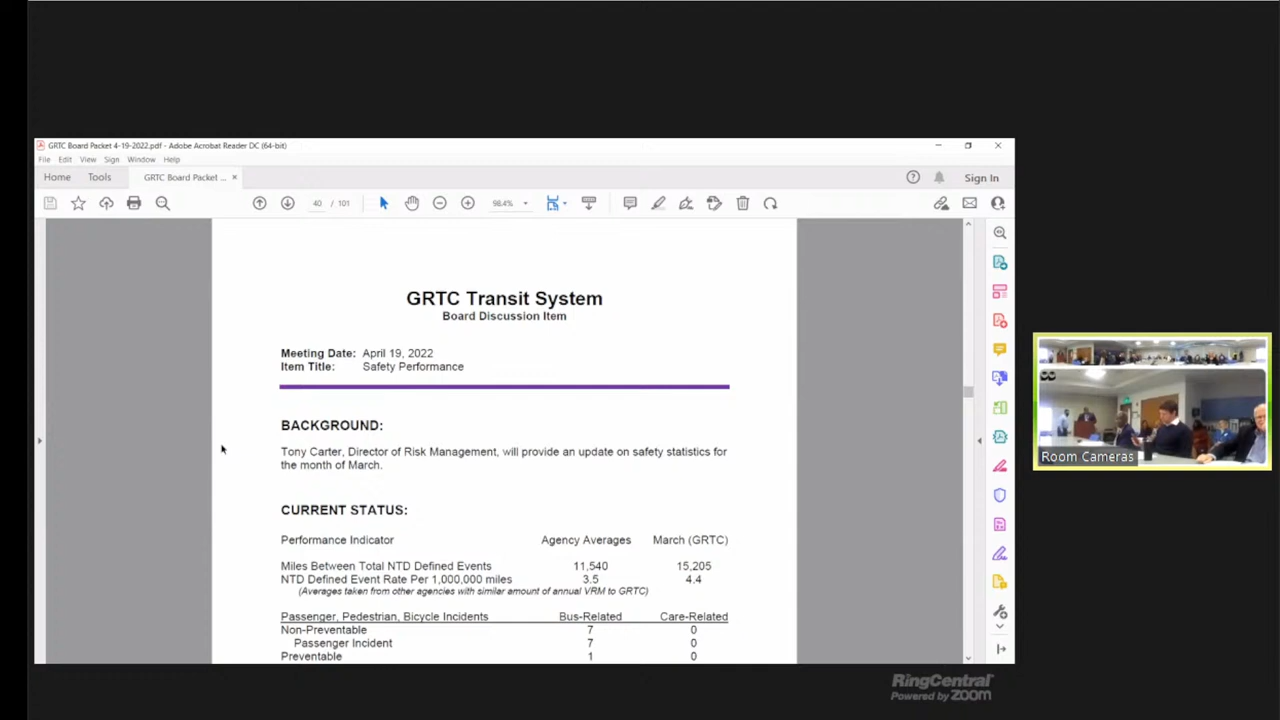 GRTC Board Packet 4-19-2022.pdf - Adobe Acrobat Reader DC (64-bit)
File Edit View Sign Window Help
Home Tools GRTC Board Packet ... × Sign In
40 / 101 98.4%
GRTC Transit System
Board Discussion Item
Meeting Date: April 19, 2022
Item Title: Safety Performance
BACKGROUND:
Tony Carter, Director of Risk Management, will provide an update on safety statistics for
the month of March.
CURRENT STATUS:
Performance Indicator Agency Averages March (GRTC)
Miles Between Total NTD Defined Events 11,540 15,205
NTD Defined Event Rate Per 1,000,000 miles 3.5 4.4
(Averages taken from other agencies with similar amount of annual VRM to GRTC)
Passenger, Pedestrian, Bicycle Incidents Bus-Related Care-Related
Non-Preventable 7 0
Passenger Incident 7 0
Preventable 1 0
Room Cameras
RingCentral
Powered by zoom